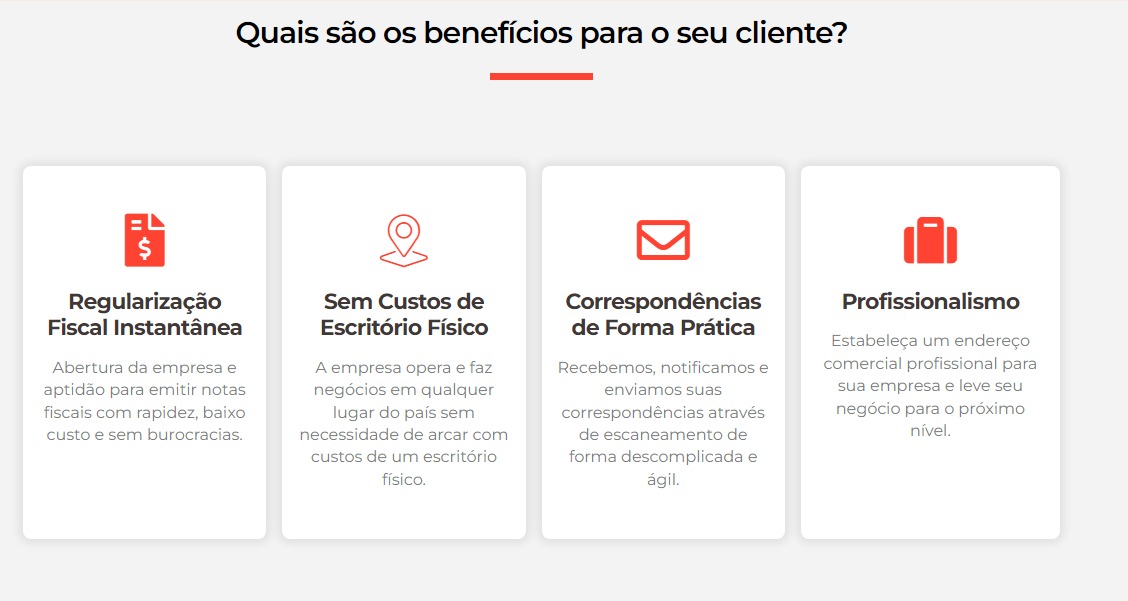 Quais são os benefícios para o seu cliente?
Regularização
Fiscal Instantânea
Abertura da empresa e
aptidão para emitir notas
fiscais com rapidez, baixo
custo e sem burocracias.
Sem Custos de
Escritório Físico
A empresa opera e faz
negócios em qualquer
lugar do país sem
necessidade de arcar com
custos de um escritório
físico.
Correspondências
de Forma Prática
Recebemos, notificamos e
enviamos suas
correspondências através
de escaneamento de
forma descomplicada e
ágil.
Profissionalismo
Estabeleça um endereço
comercial profissional para
sua empresa e leve seu
negócio para o próximo
nível.